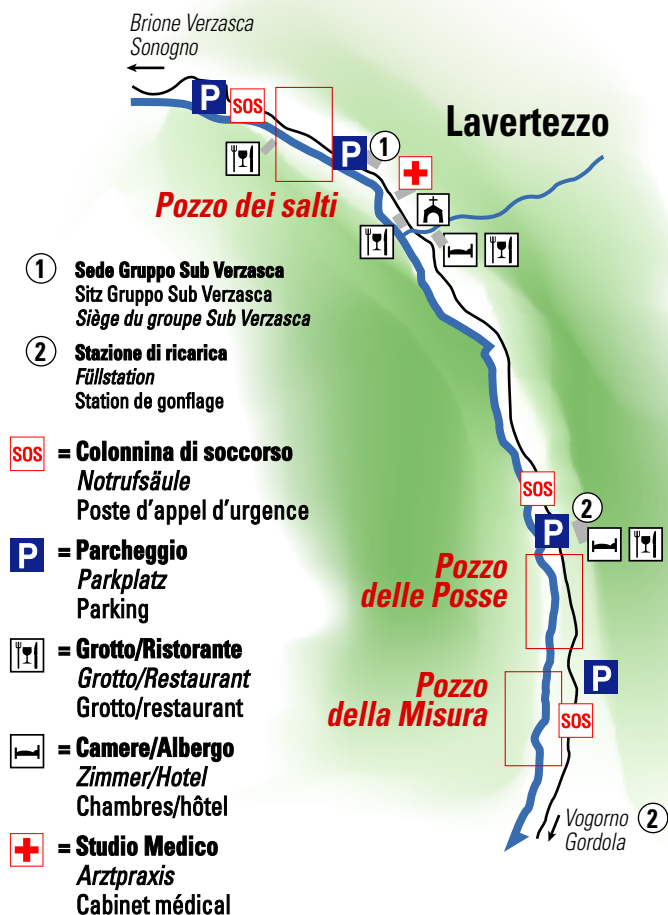 Brione Verzasca
Sonogno
P
SOS
Lavertezzo
P
1
Pozzo dei salti
1 Sede Gruppo Sub Verzasca
Sitz Gruppo Sub Verzasca
Siège du groupe Sub Verzasca
2 Stazione di ricarica
Füllstation
Station de gonflage
SOS = Colonnina di soccorso
Notrufsäule
Poste d'appel d'urgence
P = Parcheggio
Parkplatz
Parking
= Grotto/Ristorante
Grotto/Restaurant
Grotto/restaurant
= Camere/Albergo
Zimmer/Hotel
Chambres/hôtel
= Studio Medico
Arztpraxis
Cabinet médical
SOS
2
P
Pozzo
delle Posse
Pozzo
della Misura
P
SOS
Vogorno 2
Gordola